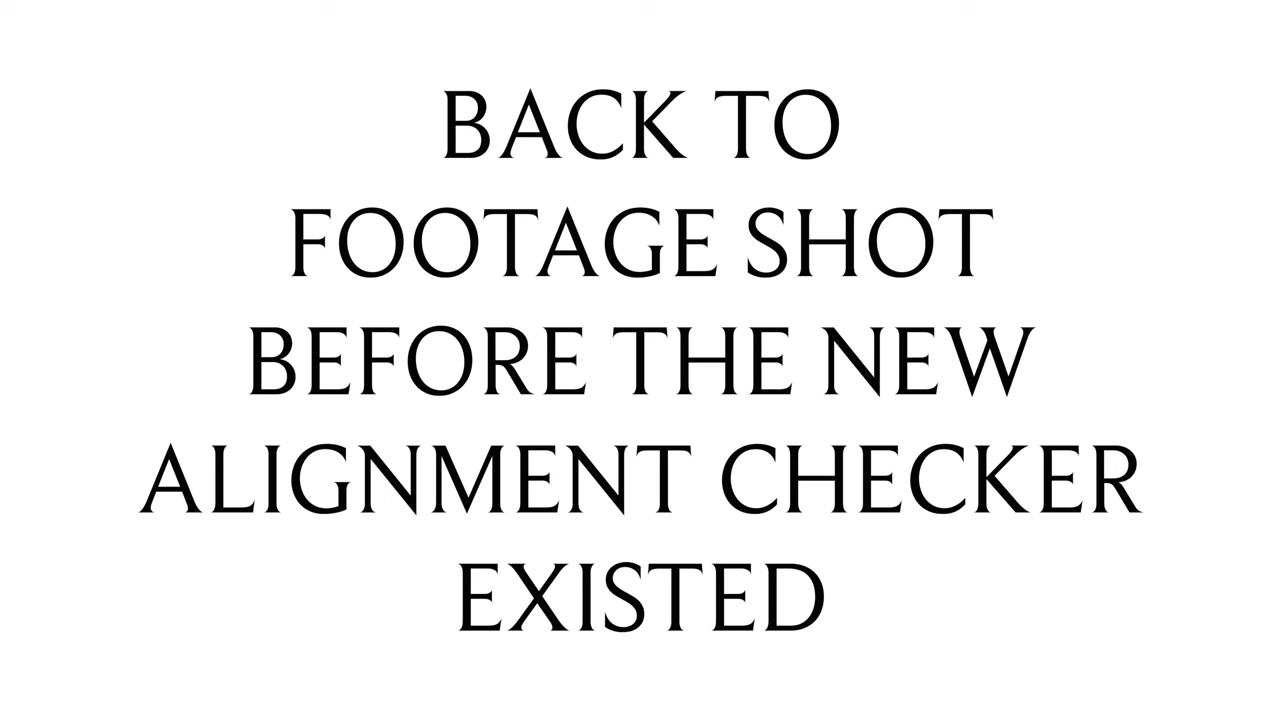 BACK TO
FOOTAGE SHOT
BEFORE THE NEW
ALIGNMENT CHECKER
EXISTED